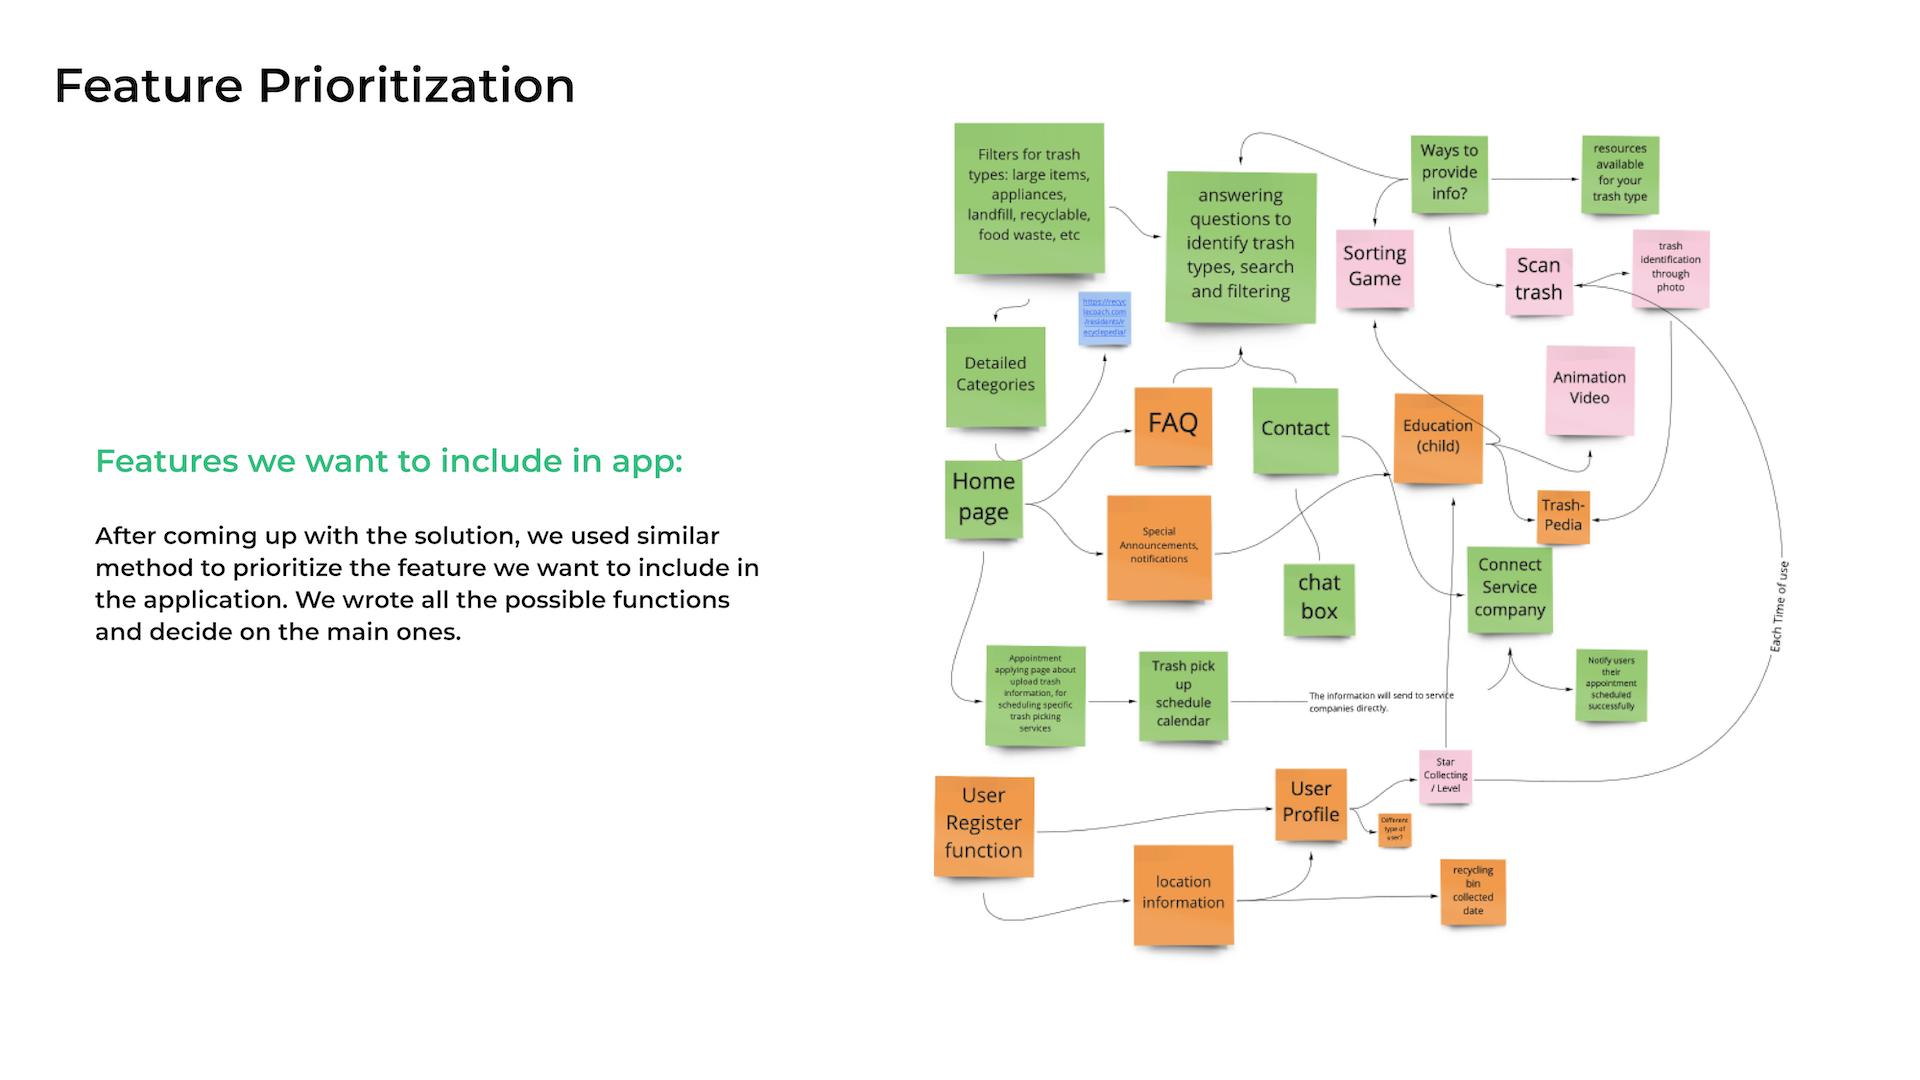 Feature Prioritization
Features we want to include in app:
After coming up with the solution, we used similar
method to prioritize the feature we want to include in
the application. We wrote all the possible functions
and decide on the main ones.
Filters for trash
types: large items,
appliances,
landfill, recyclable,
food waste, etc
answering
questions to
identify trash
types, search
and filtering
Ways to
provide
info?
resources
available
for your
trash type
Sorting
Game
Scan
trash
trash
identification
through
photo
https://recyc
lecoach.com
/residents/r
ecyclepedia/
Detailed
Categories
Animation
Video
FAQ
Contact
Education
(child)
Home
page
Special
Announcements,
notifications
Trash-
Pedia
chat
box
Connect
Service
company
Each Time of use
Appointment
applying page about
upload trash
information, for
scheduling specific
trash picking
services
Trash pick
up
schedule
calendar
The information will send to service
companies directly.
Notify users
their
appointment
scheduled
successfully
Star
Collecting
/ Level
User
Register
function
User
Profile
Different
type of
user?
location
information
recycling
bin
collected
date